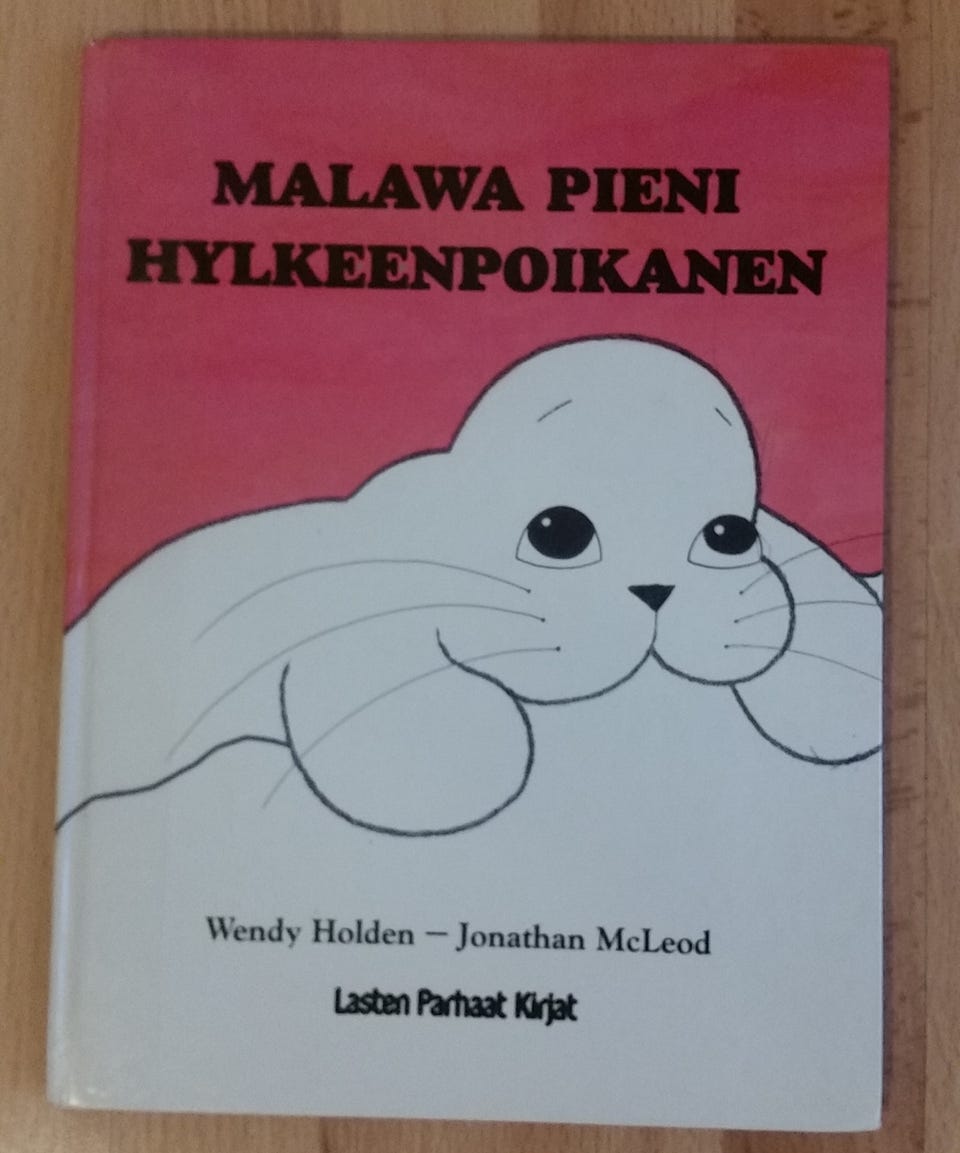 MALAWA PIENI
HYLKEENPOIKANEN
Wendy Holden – Jonathan McLeod
Lasten Parhaat Kirjat